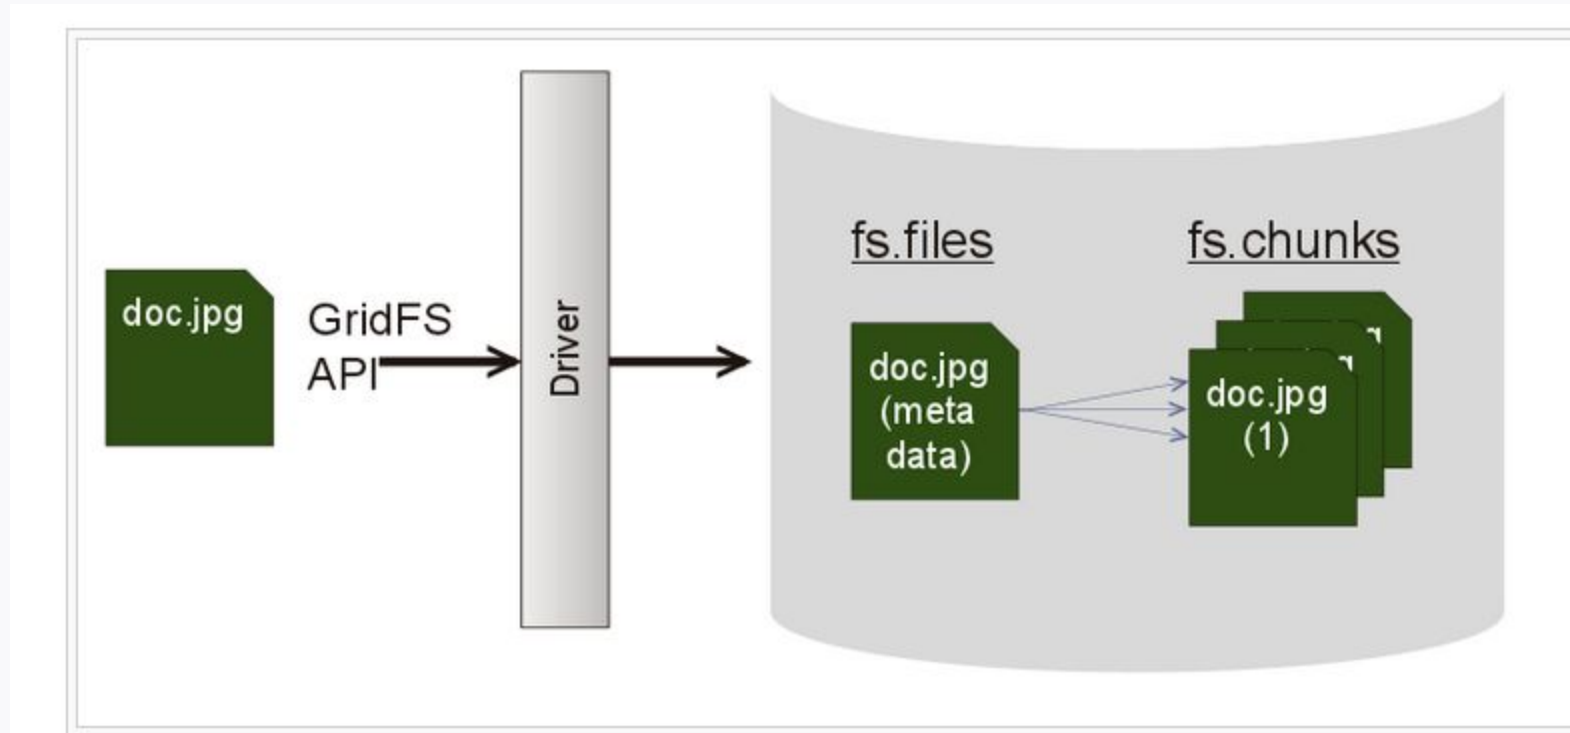 doc.jpg
GridFS
API
Driver
fs.files
fs.chunks
doc.jpg
(meta
data)
doc.jpg
(1)